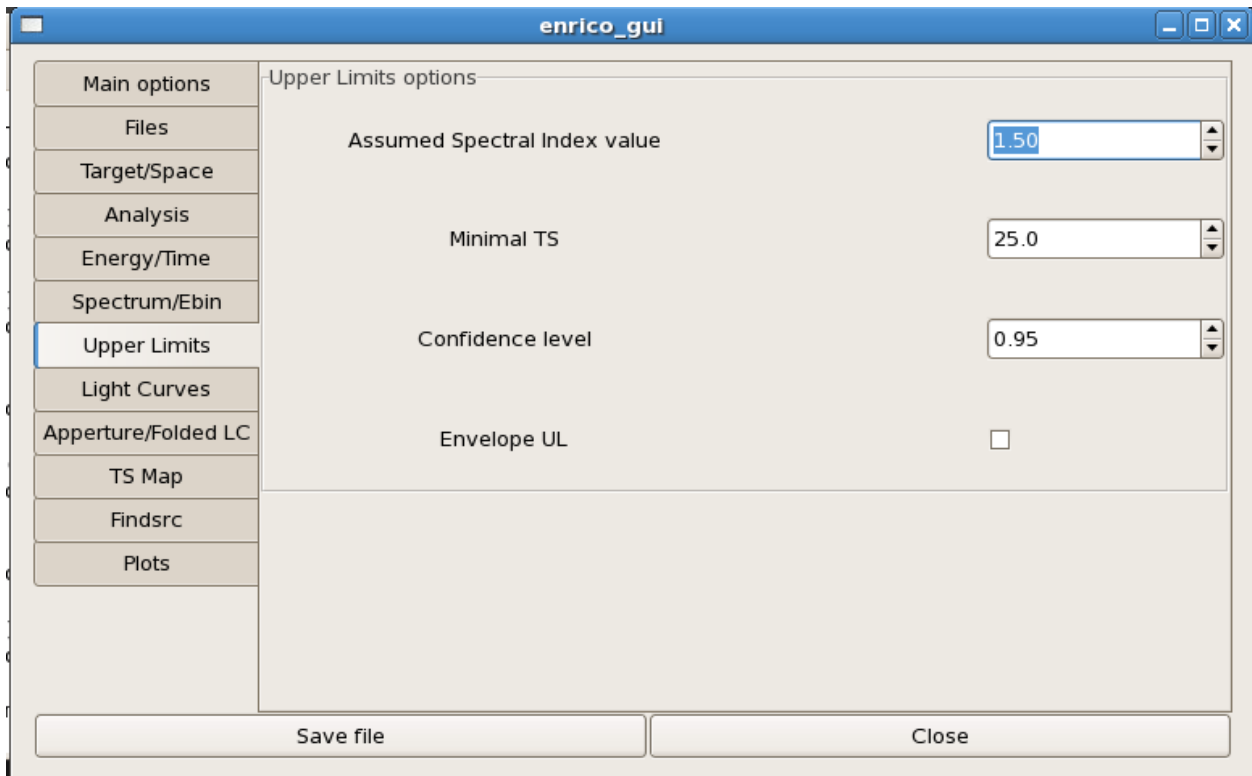 enrico_gui
Main options
Files
Target/Space
Analysis
Energy/Time
Spectrum/Ebin
Upper Limits
Light Curves
Apperture/Folded LC
TS Map
Findsrc
Plots
Upper Limits options
Assumed Spectral Index value 1.50
Minimal TS 25.0
Confidence level 0.95
Envelope UL
Save file Close